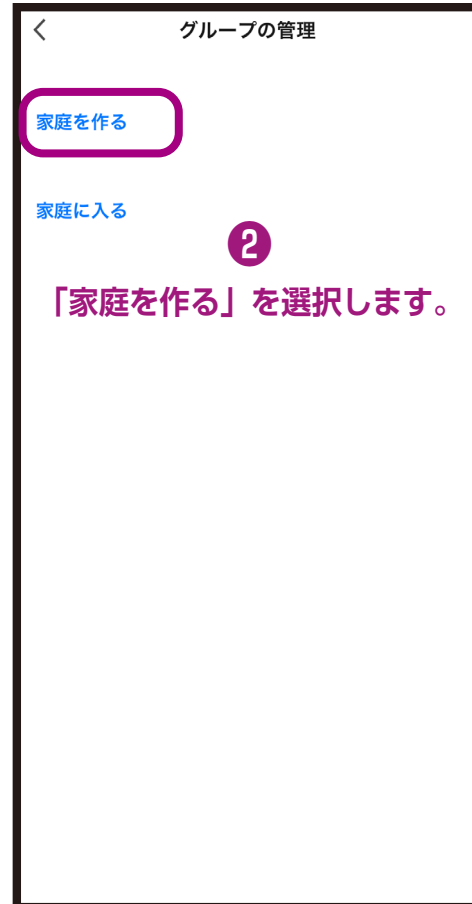 グループの管理
家庭を作る
家庭に入る
❷
「家庭を作る」を選択します。